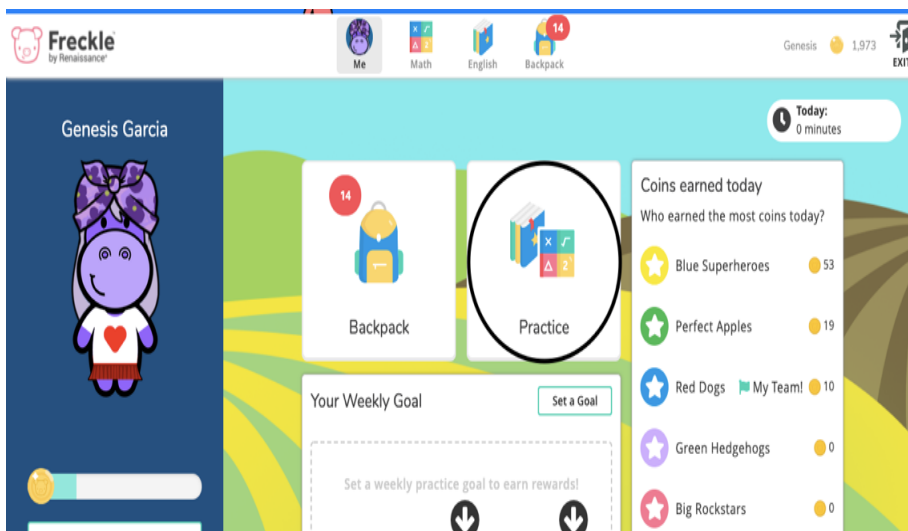 Freckle
by Renaissance
Me
Math
English
14
Backpack
Genesis 1,973
EXIT
Genesis Garcia
Today:
0 minutes
14
Backpack
Practice
Coins earned today
Who earned the most coins today?
Blue Superheroes 53
Perfect Apples 19
Red Dogs My Team! 10
Green Hedgehogs 0
Big Rockstars 0
Your Weekly Goal
Set a Goal
Set a weekly practice goal to earn rewards!